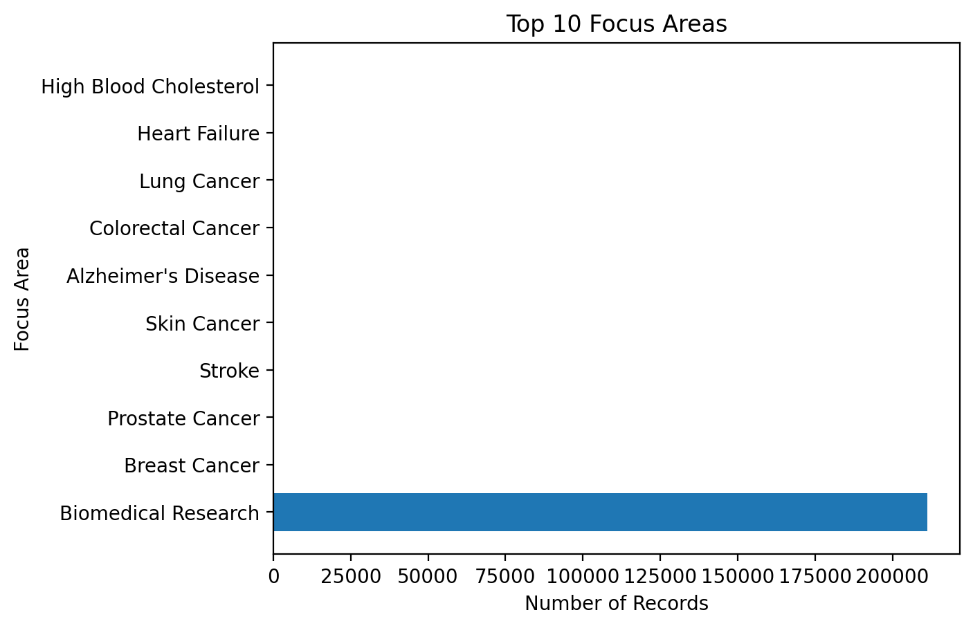 Top 10 Focus Areas
High Blood Cholesterol
Heart Failure
Lung Cancer
Colorectal Cancer
Alzheimer's Disease
Skin Cancer
Stroke
Prostate Cancer
Breast Cancer
Biomedical Research
Focus Area
0 25000 50000 75000 100000 125000 150000 175000 200000
Number of Records